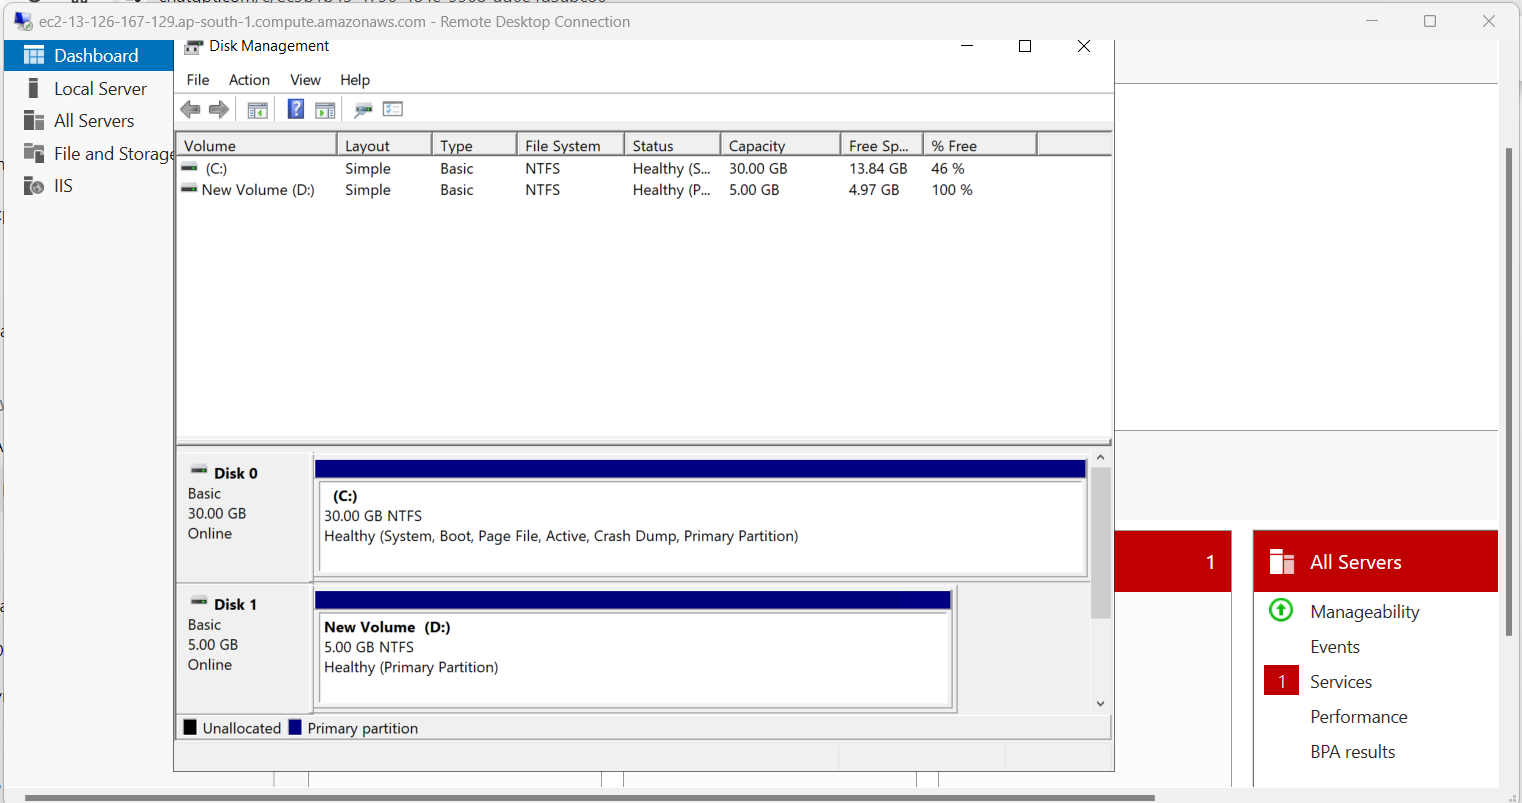 ec2-13-126-167-129.ap-south-1.compute.amazonaws.com - Remote Desktop Connection
Dashboard
Local Server
All Servers
File and Storage
IIS
Disk Management
File Action View Help
Volume Layout Type File System Status Capacity Free Sp... % Free
(C:) Simple Basic NTFS Healthy (S... 30.00 GB 13.84 GB 46 %
New Volume (D:) Simple Basic NTFS Healthy (P... 5.00 GB 4.97 GB 100 %
Disk 0
Basic
30.00 GB
Online
(C:)
30.00 GB NTFS
Healthy (System, Boot, Page File, Active, Crash Dump, Primary Partition)
Disk 1
Basic
5.00 GB
Online
New Volume (D:)
5.00 GB NTFS
Healthy (Primary Partition)
Unallocated Primary partition
1
All Servers
Manageability
Events
1 Services
Performance
BPA results